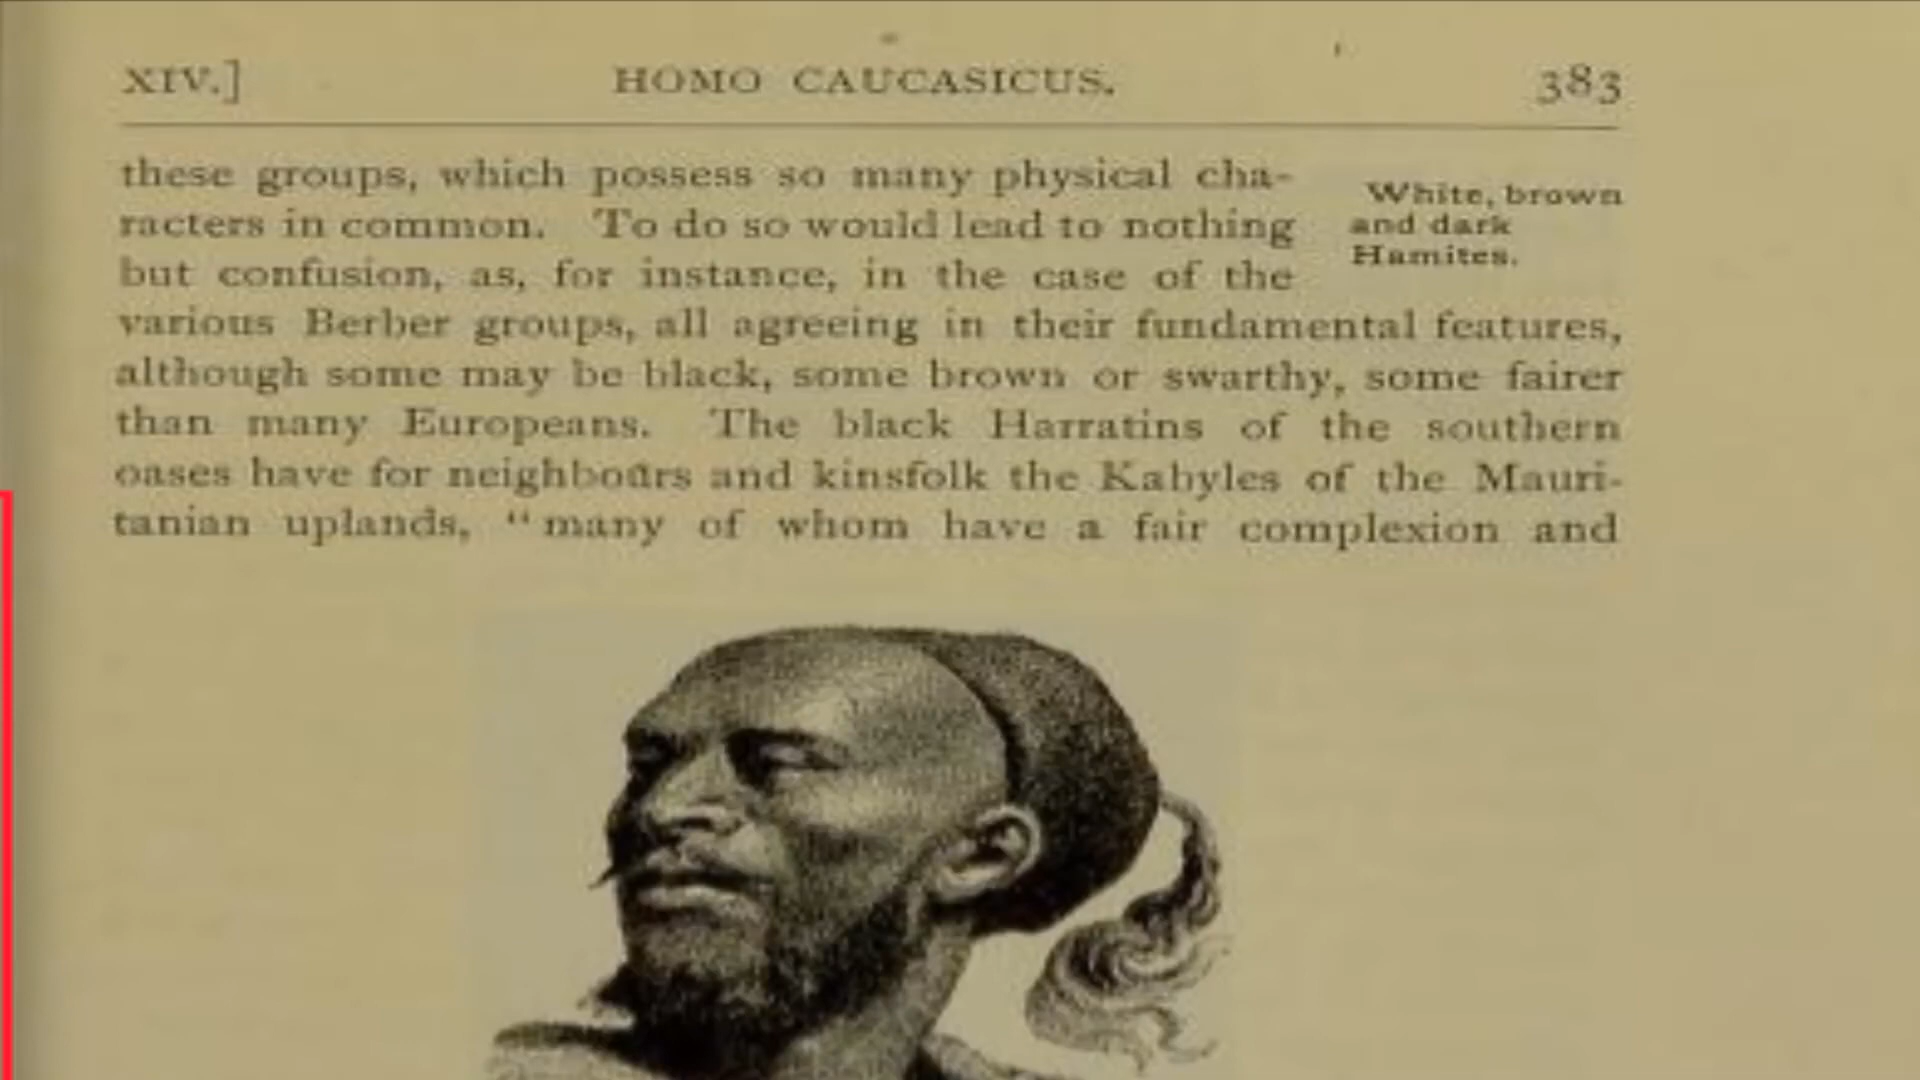 XIV.] HOMO CAUCASICUS. 383
these groups, which possess so many physical cha-
racters in common. To do so would lead to nothing
but confusion, as, for instance, in the case of the
White, brown
and dark
Hamites.
various Berber groups, all agreeing in their fundamental features,
although some may be black, some brown or swarthy, some fairer
than many Europeans. The black Harratins of the southern
oases have for neighbours and kinsfolk the Kabyles of the Mauri-
tanian uplands, "many of whom have a fair complexion and